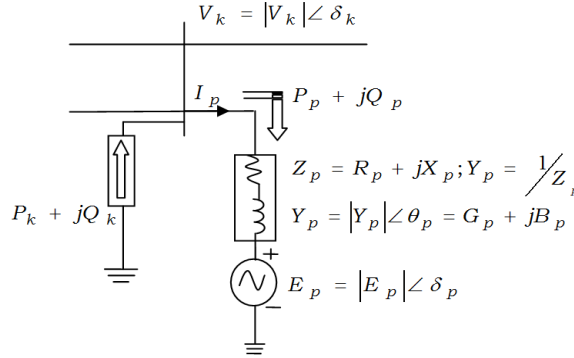 V_k = |V_k|∠δ_k
I_p
P_p + jQ_p
Z_p = R_p + jX_p; Y_p = 1/Z_p
P_k + jQ_k
Y_p = |Y_p|∠θ_p = G_p + jB_p
+
E_p = |E_p|∠δ_p
−